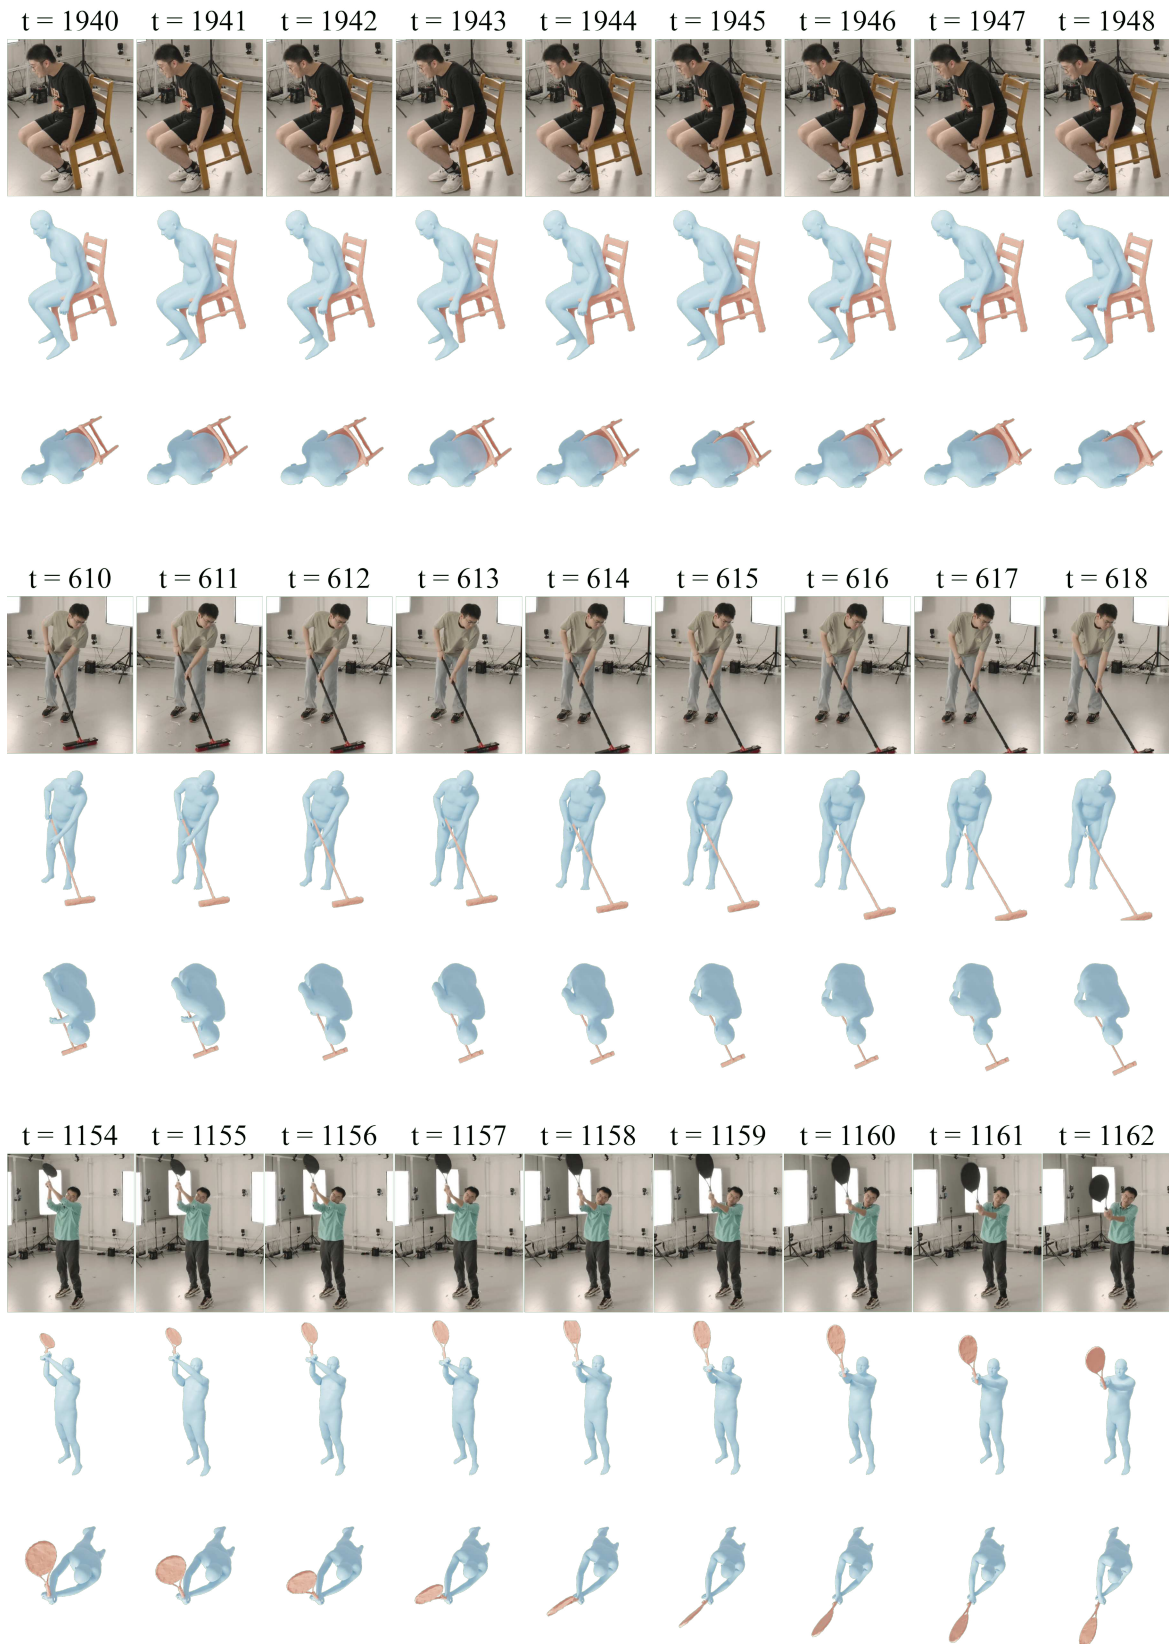 t = 1940 t = 1941 t = 1942 t = 1943 t = 1944 t = 1945 t = 1946 t = 1947 t = 1948
t = 610 t = 611 t = 612 t = 613 t = 614 t = 615 t = 616 t = 617 t = 618
t = 1154 t = 1155 t = 1156 t = 1157 t = 1158 t = 1159 t = 1160 t = 1161 t = 1162